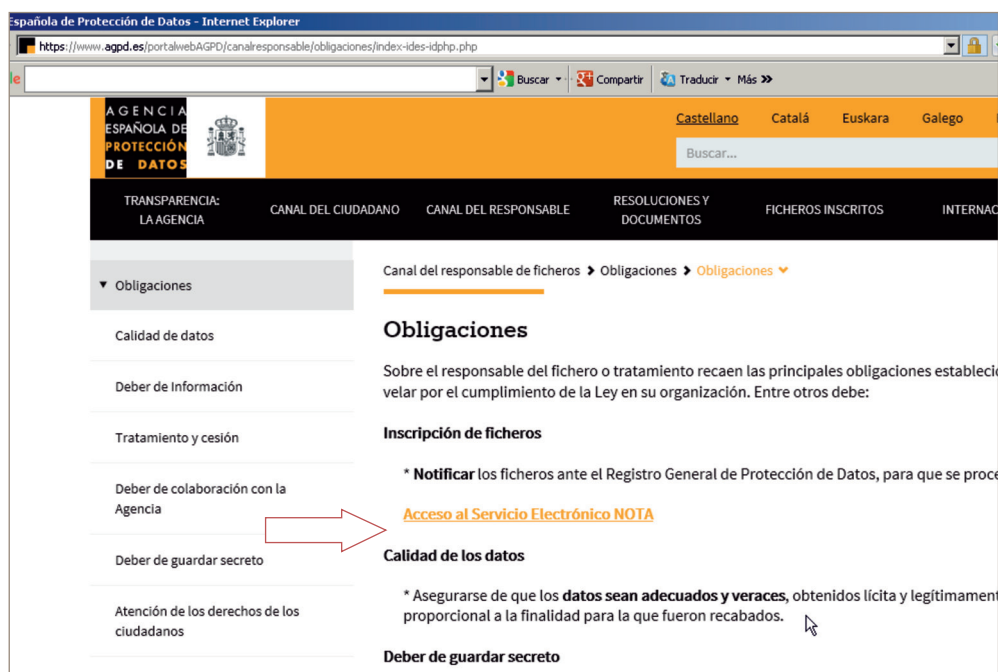 Española de Protección de Datos - Internet Explorer
https://www.agpd.es/portalwebAGPD/canalresponsable/obligaciones/index-ides-idphp.php
le
Buscar
Compartir
Traducir
Más
AGENCIA
ESPAÑOLA DE
PROTECCIÓN
DE DATOS
Castellano Catalá Euskara Galego
Buscar...
TRANSPARENCIA:
LA AGENCIA
CANAL DEL CIUDADANO
CANAL DEL RESPONSABLE
RESOLUCIONES Y
DOCUMENTOS
FICHEROS INSCRITOS
INTERNAC
Obligaciones
Calidad de datos
Deber de Información
Tratamiento y cesión
Deber de colaboración con la
Agencia
Deber de guardar secreto
Atención de los derechos de los
ciudadanos
Canal del responsable de ficheros > Obligaciones > Obligaciones
Obligaciones
Sobre el responsable del fichero o tratamiento recaen las principales obligaciones establecid
velar por el cumplimiento de la Ley en su organización. Entre otros debe:
Inscripción de ficheros
* Notificar los ficheros ante el Registro General de Protección de Datos, para que se proce
Acceso al Servicio Electrónico NOTA
Calidad de los datos
* Asegurarse de que los datos sean adecuados y veraces, obtenidos lícita y legítimament
proporcional a la finalidad para la que fueron recabados.
Deber de guardar secreto